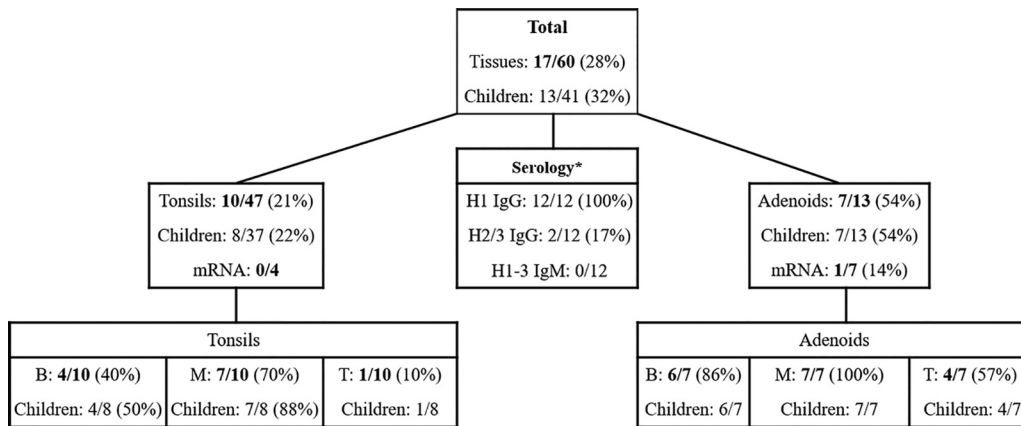 Total
Tissues: 17/60 (28%)
Children: 13/41 (32%)
Serology*
H1 IgG: 12/12 (100%)
H2/3 IgG: 2/12 (17%)
H1-3 IgM: 0/12
Tonsils: 10/47 (21%)
Children: 8/37 (22%)
mRNA: 0/4
Adenoids: 7/13 (54%)
Children: 7/13 (54%)
mRNA: 1/7 (14%)
Tonsils
B: 4/10 (40%)
Children: 4/8 (50%)
M: 7/10 (70%)
Children: 7/8 (88%)
T: 1/10 (10%)
Children: 1/8
Adenoids
B: 6/7 (86%)
Children: 6/7
M: 7/7 (100%)
Children: 7/7
T: 4/7 (57%)
Children: 4/7